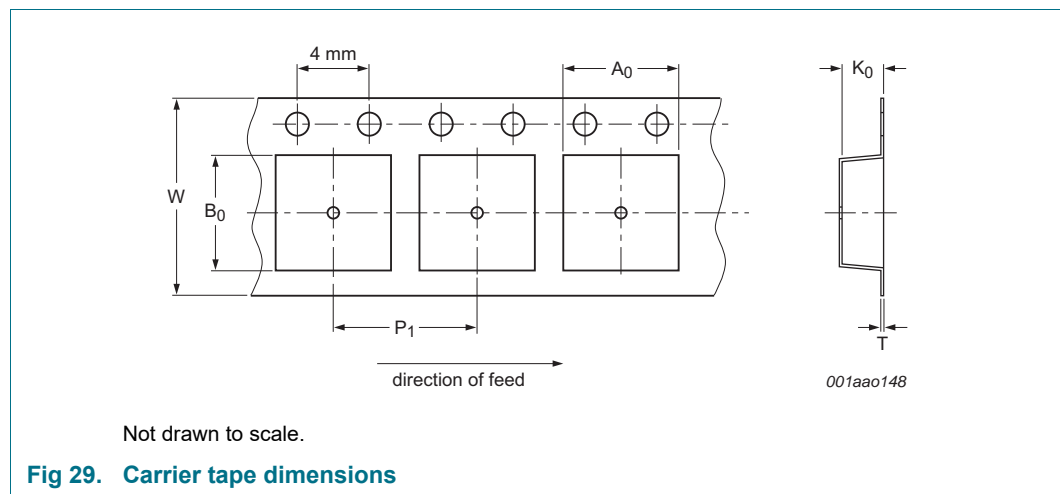 4 mm
A0
K0
W
B0
P1
T
direction of feed
001aao148
Not drawn to scale.
Fig 29. Carrier tape dimensions